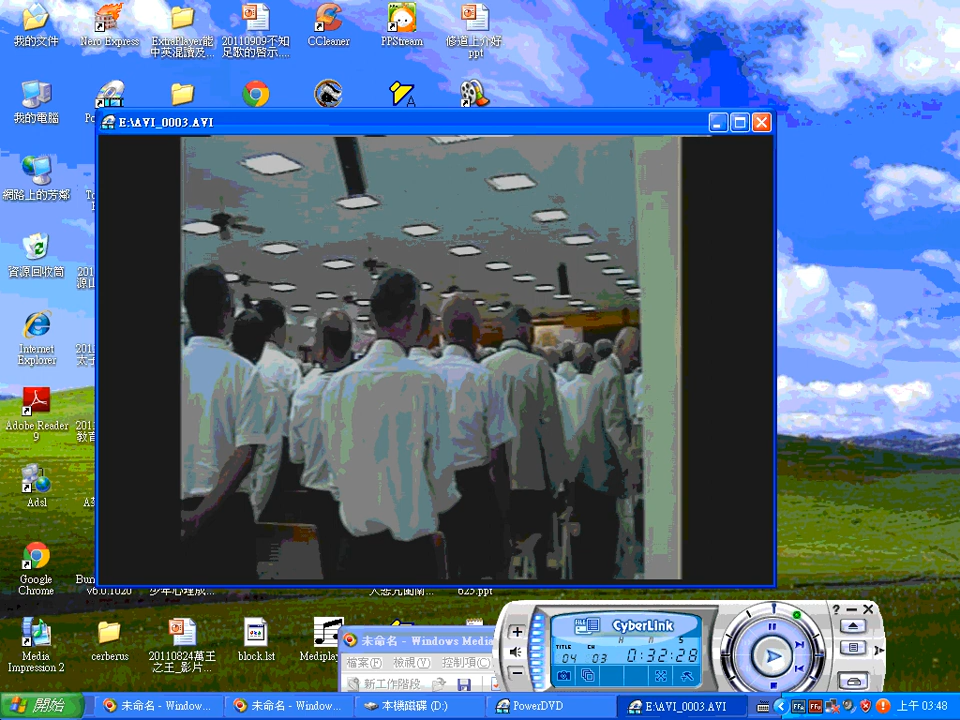 我的文件
Nero Express
ExtraPlayer能
中英混讀及...
20110909不知
足歌的啓示....
CCleaner
PPStream
修道上介好
ppt
我的電腦
E:\AVI_0003.AVI
網路上的芳鄰
資源回收筒
Internet
Explorer
Adobe Reader
9
Adsl
Google
Chrome
v6.0.1020
625.ppt
Media
Impression 2
cerberus
20110824萬王
之王_影片...
block.lst
未命名 - Windows Media
檔案(F) 檢視(V) 控制項(C)
新工作階段
CyberLink
H M S
TITLE CH
04 03 0:32:28
開始
未命名 - Window...
未命名 - Window...
本機磁碟 (D:)
PowerDVD
E:\AVI_0003.AVI
上午 03:48